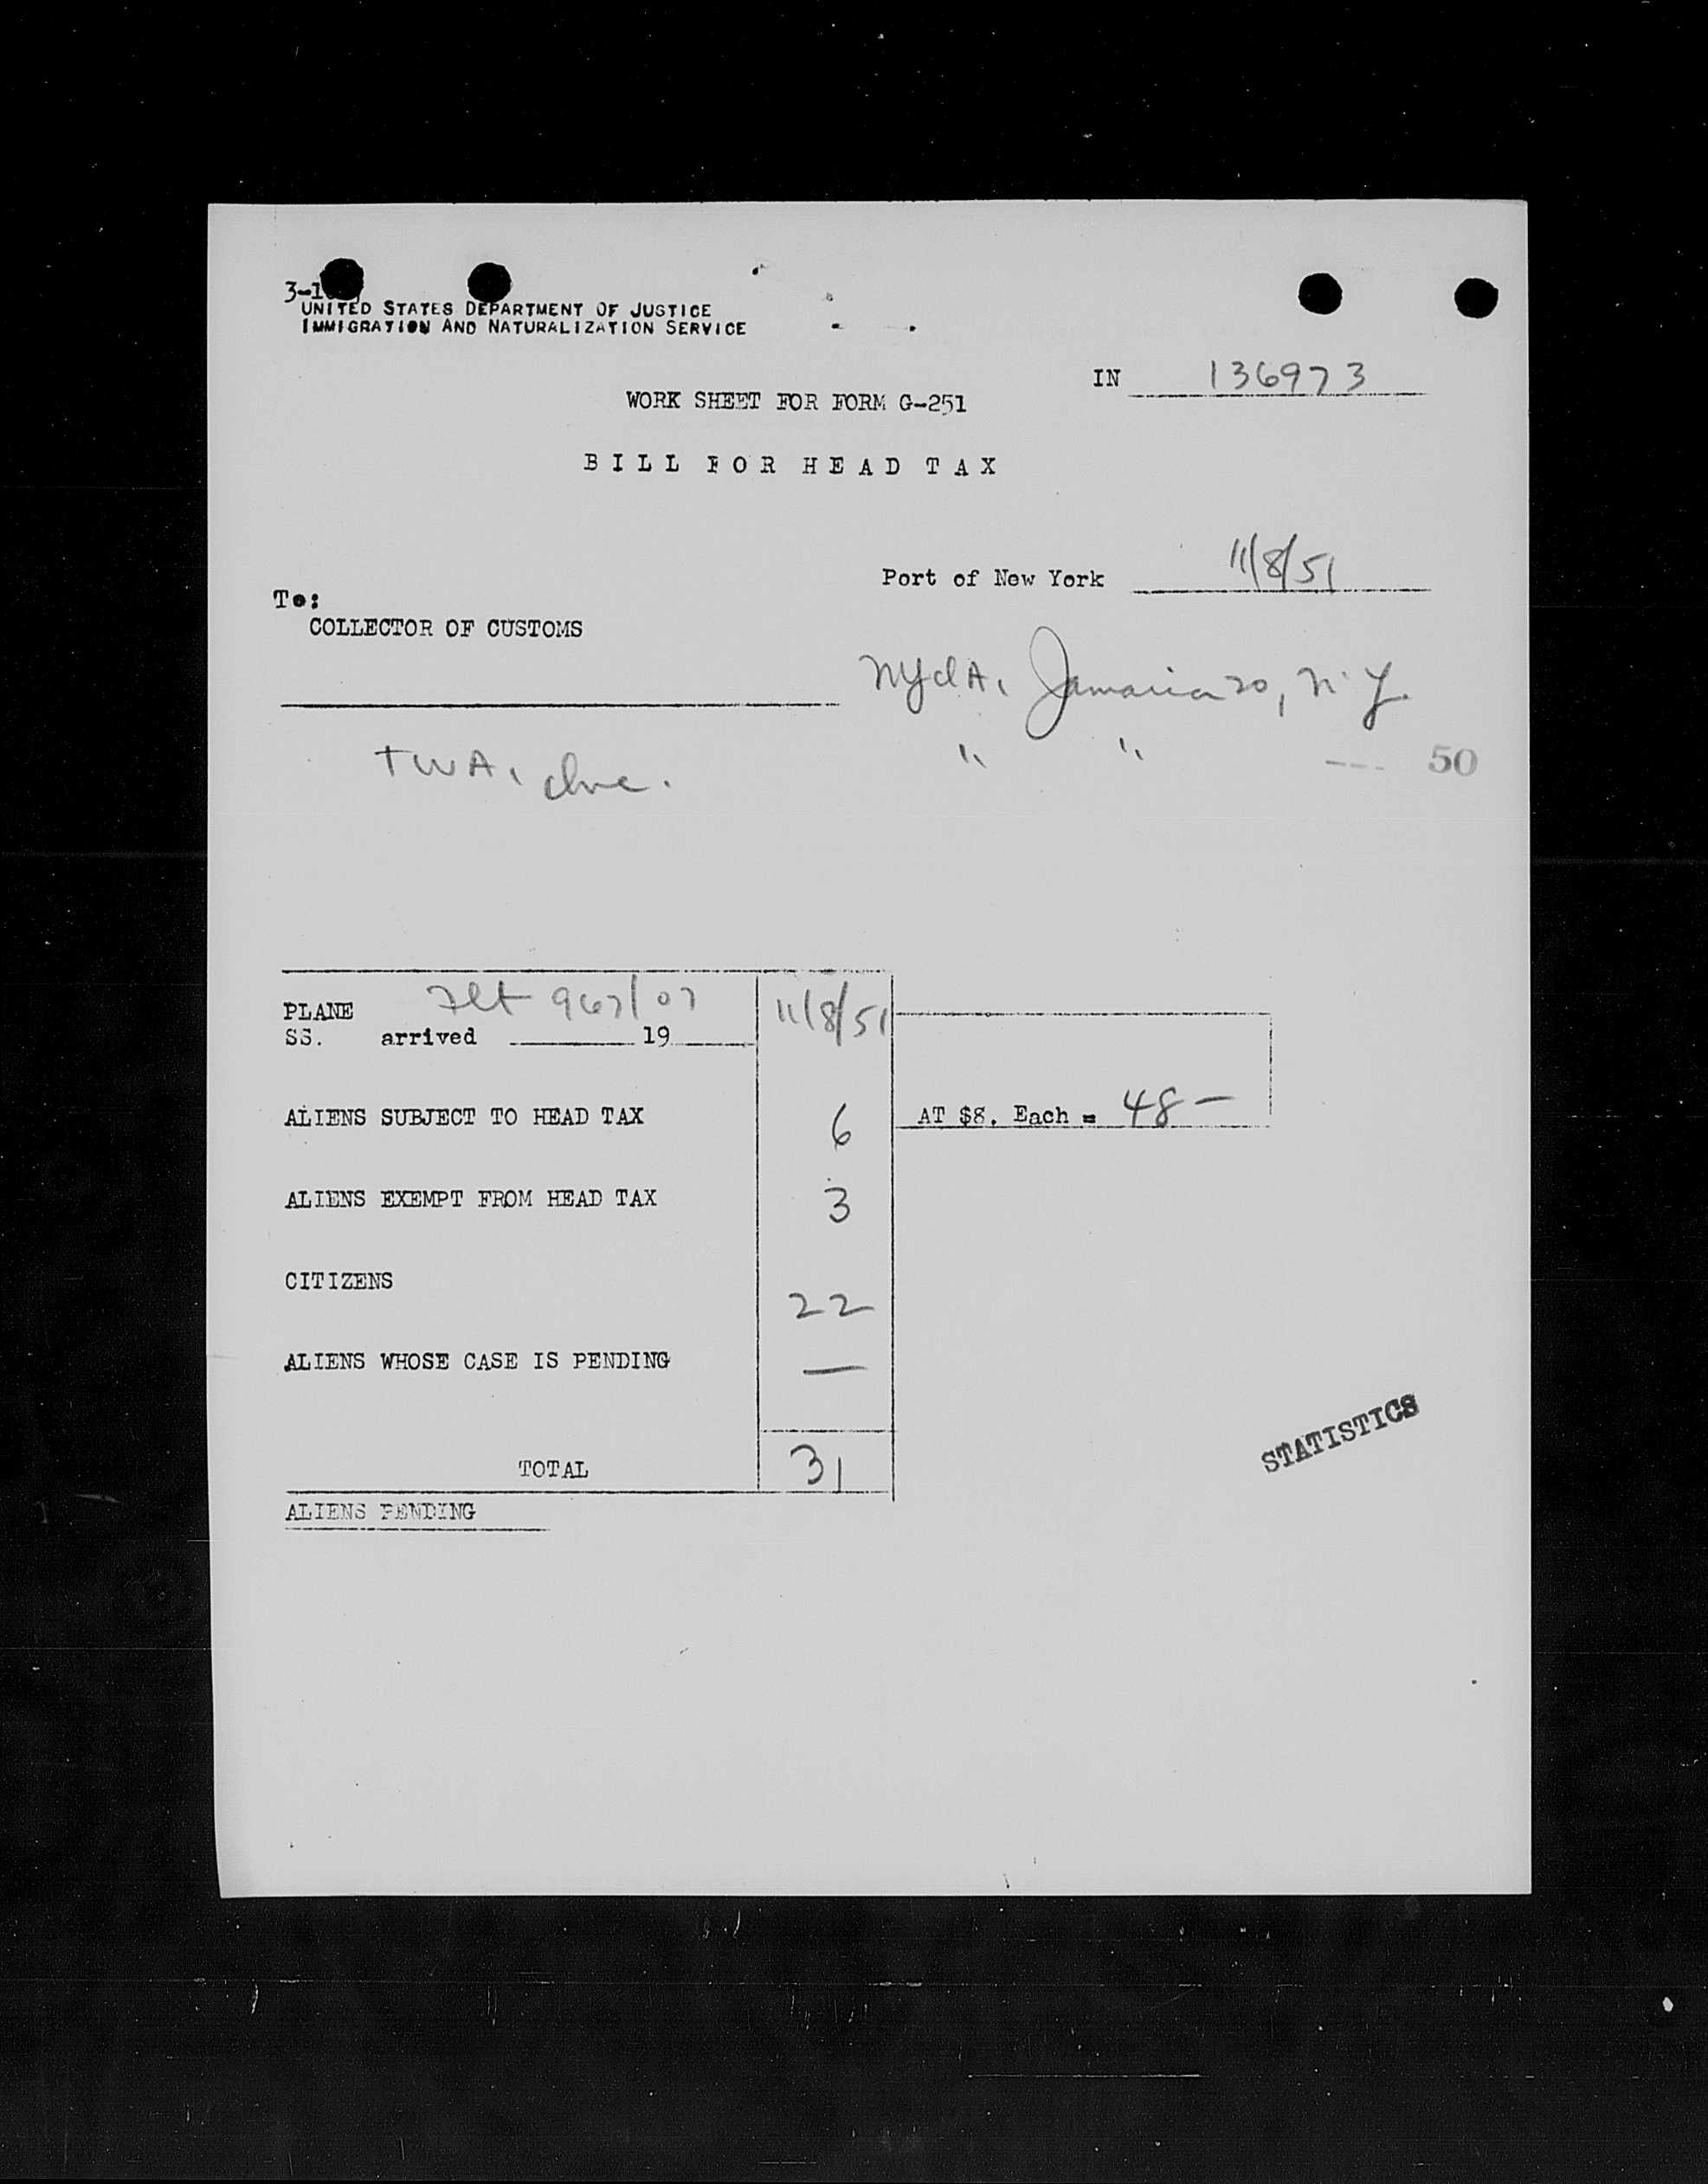 UNITED STATES DEPARTMENT OF JUSTICE
IMMIGRATION AND NATURALIZATION SERVICE
IN 136973
WORK SHEET FOR FORM G-251
BILL FOR HEAD TAX
Port of New York 11/8/51
To:
COLLECTOR OF CUSTOMS
NYIA, Jamaica 20, N.Y.
TWA, Inc. " " --- 50
PLANE Flt 967/07 11/8/51
SS. arrived 19
ALIENS SUBJECT TO HEAD TAX 6 AT $8. Each = 48 -
ALIENS EXEMPT FROM HEAD TAX 3
CITIZENS 22
ALIENS WHOSE CASE IS PENDING —
STATISTICS
TOTAL 31
ALIENS PENDING